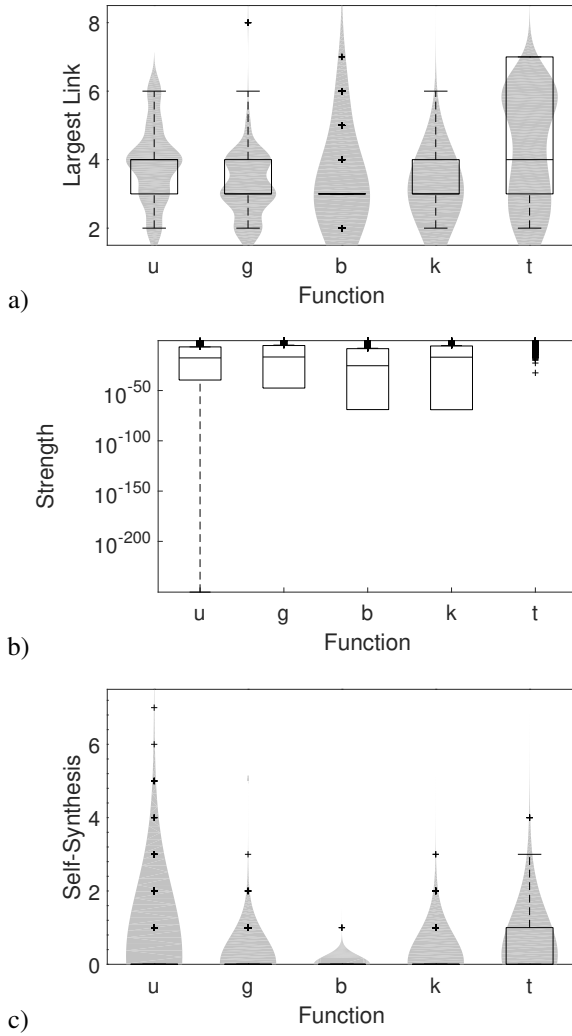 8
6
4
2
Largest Link
u g b k t
Function
a)
10^-50
10^-100
10^-150
10^-200
Strength
u g b k t
Function
b)
6
4
2
0
Self-Synthesis
u g b k t
Function
c)